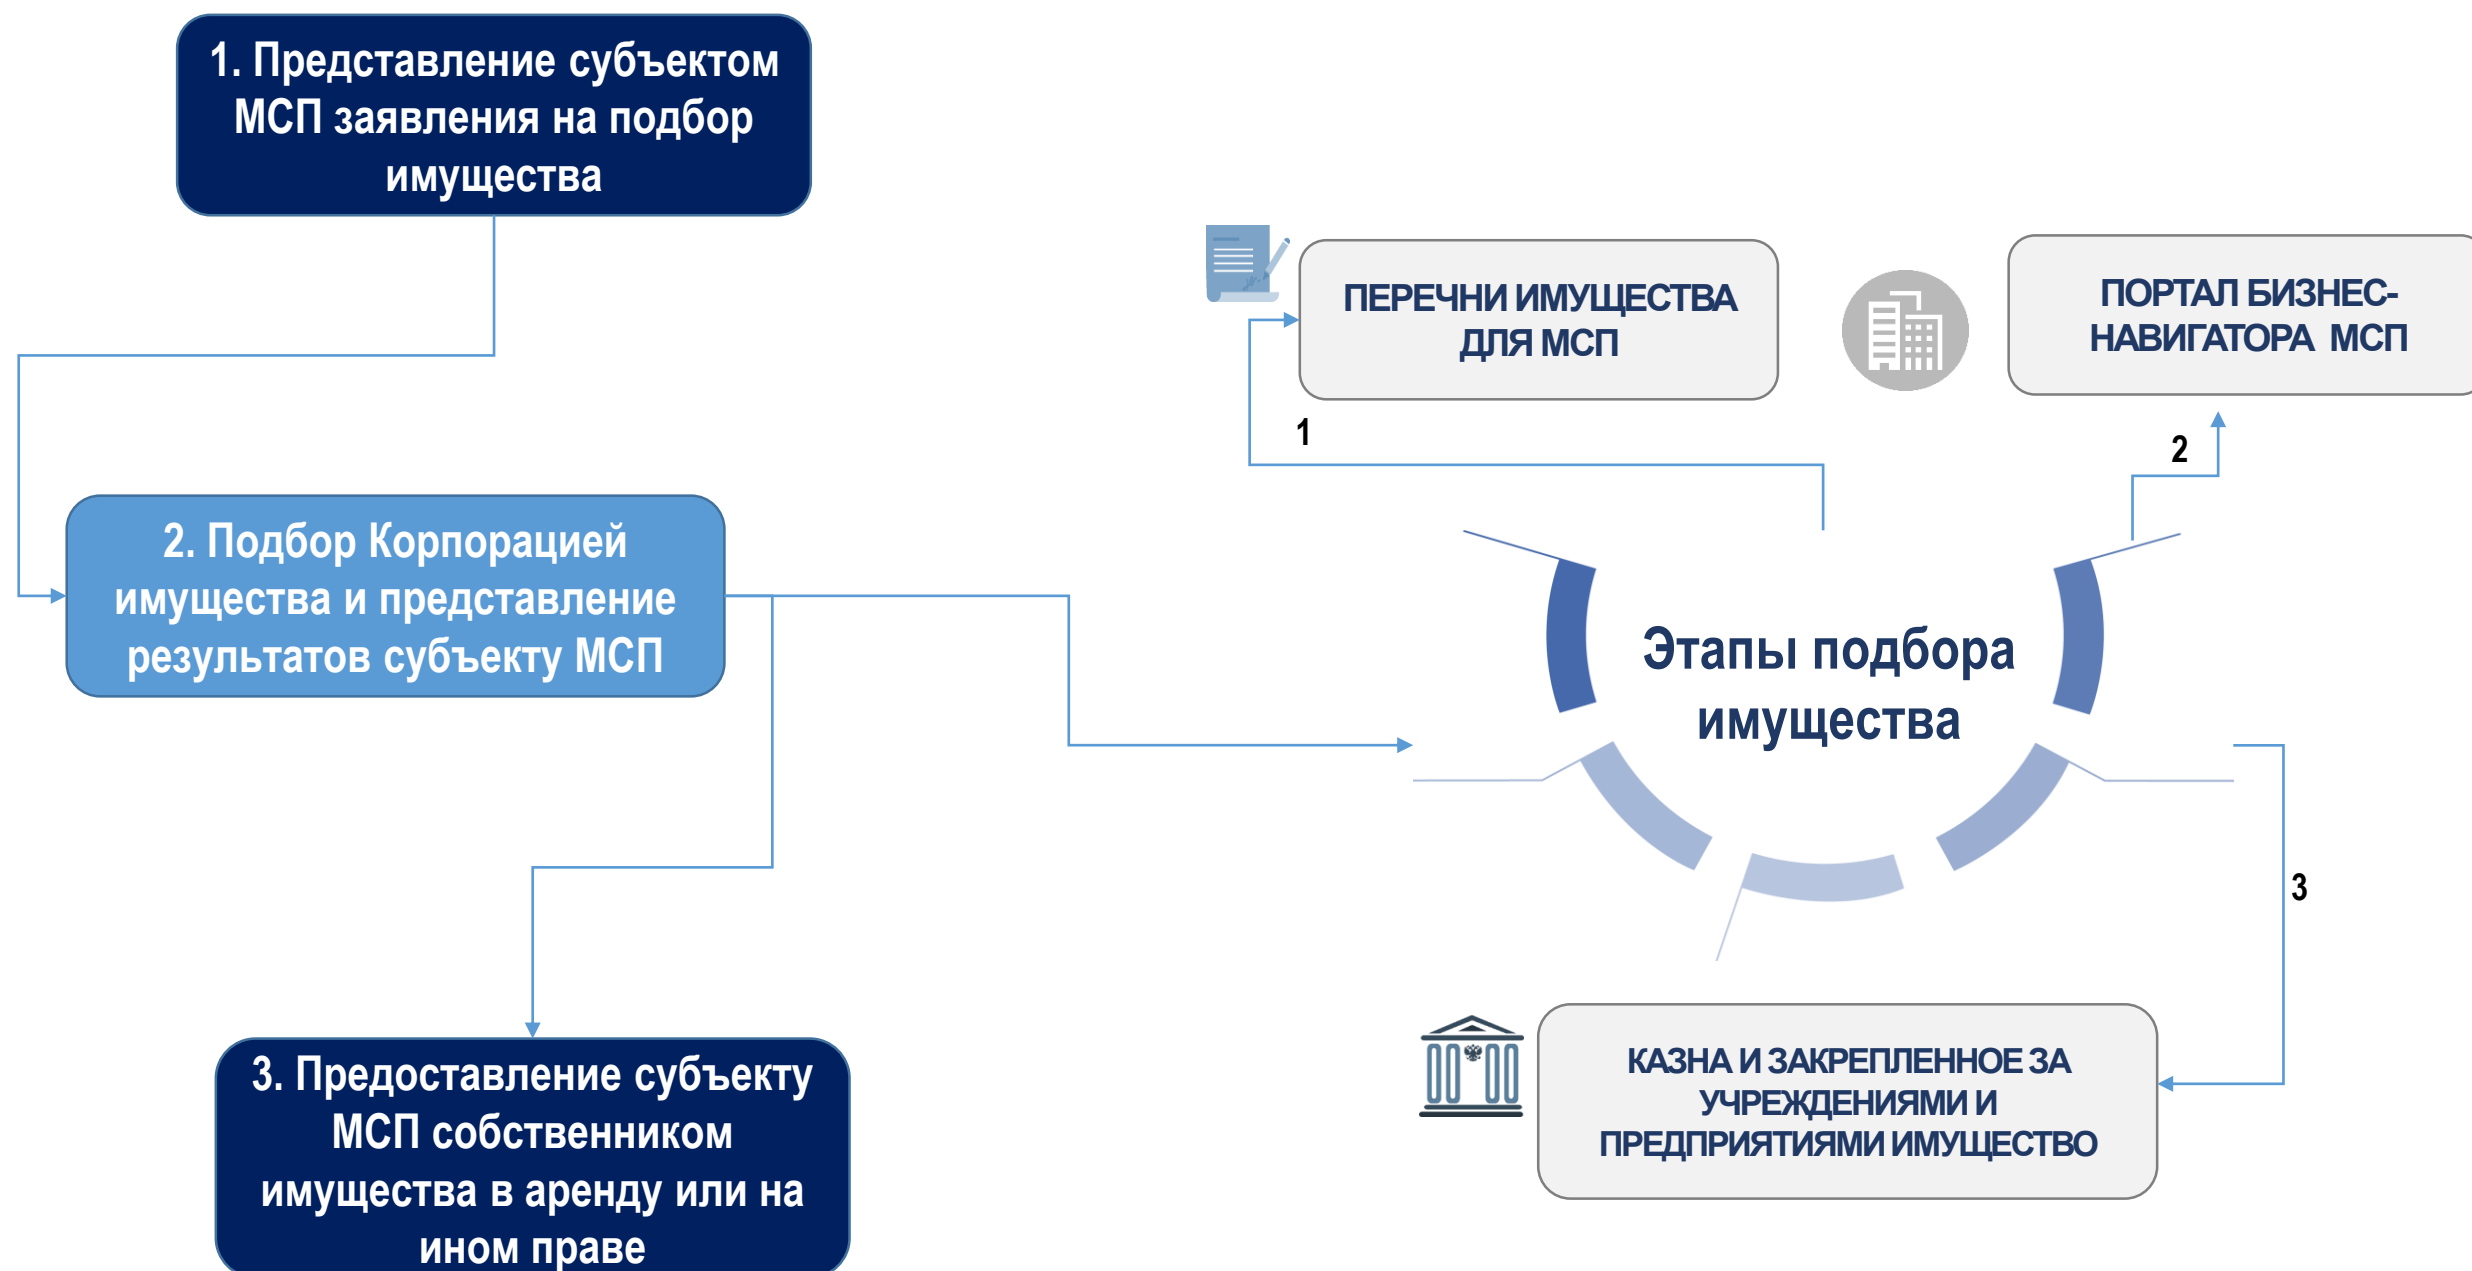 1. Представление субъектом
МСП заявления на подбор
имущества
2. Подбор Корпорацией
имущества и представление
результатов субъекту МСП
3. Предоставление субъекту
МСП собственником
имущества в аренду или на
ином праве
ПЕРЕЧНИ ИМУЩЕСТВА
ДЛЯ МСП
1
ПОРТАЛ БИЗНЕС-
НАВИГАТОРА МСП
2
Этапы подбора
имущества
3
КАЗНА И ЗАКРЕПЛЕННОЕ ЗА
УЧРЕЖДЕНИЯМИ И
ПРЕДПРИЯТИЯМИ ИМУЩЕСТВО